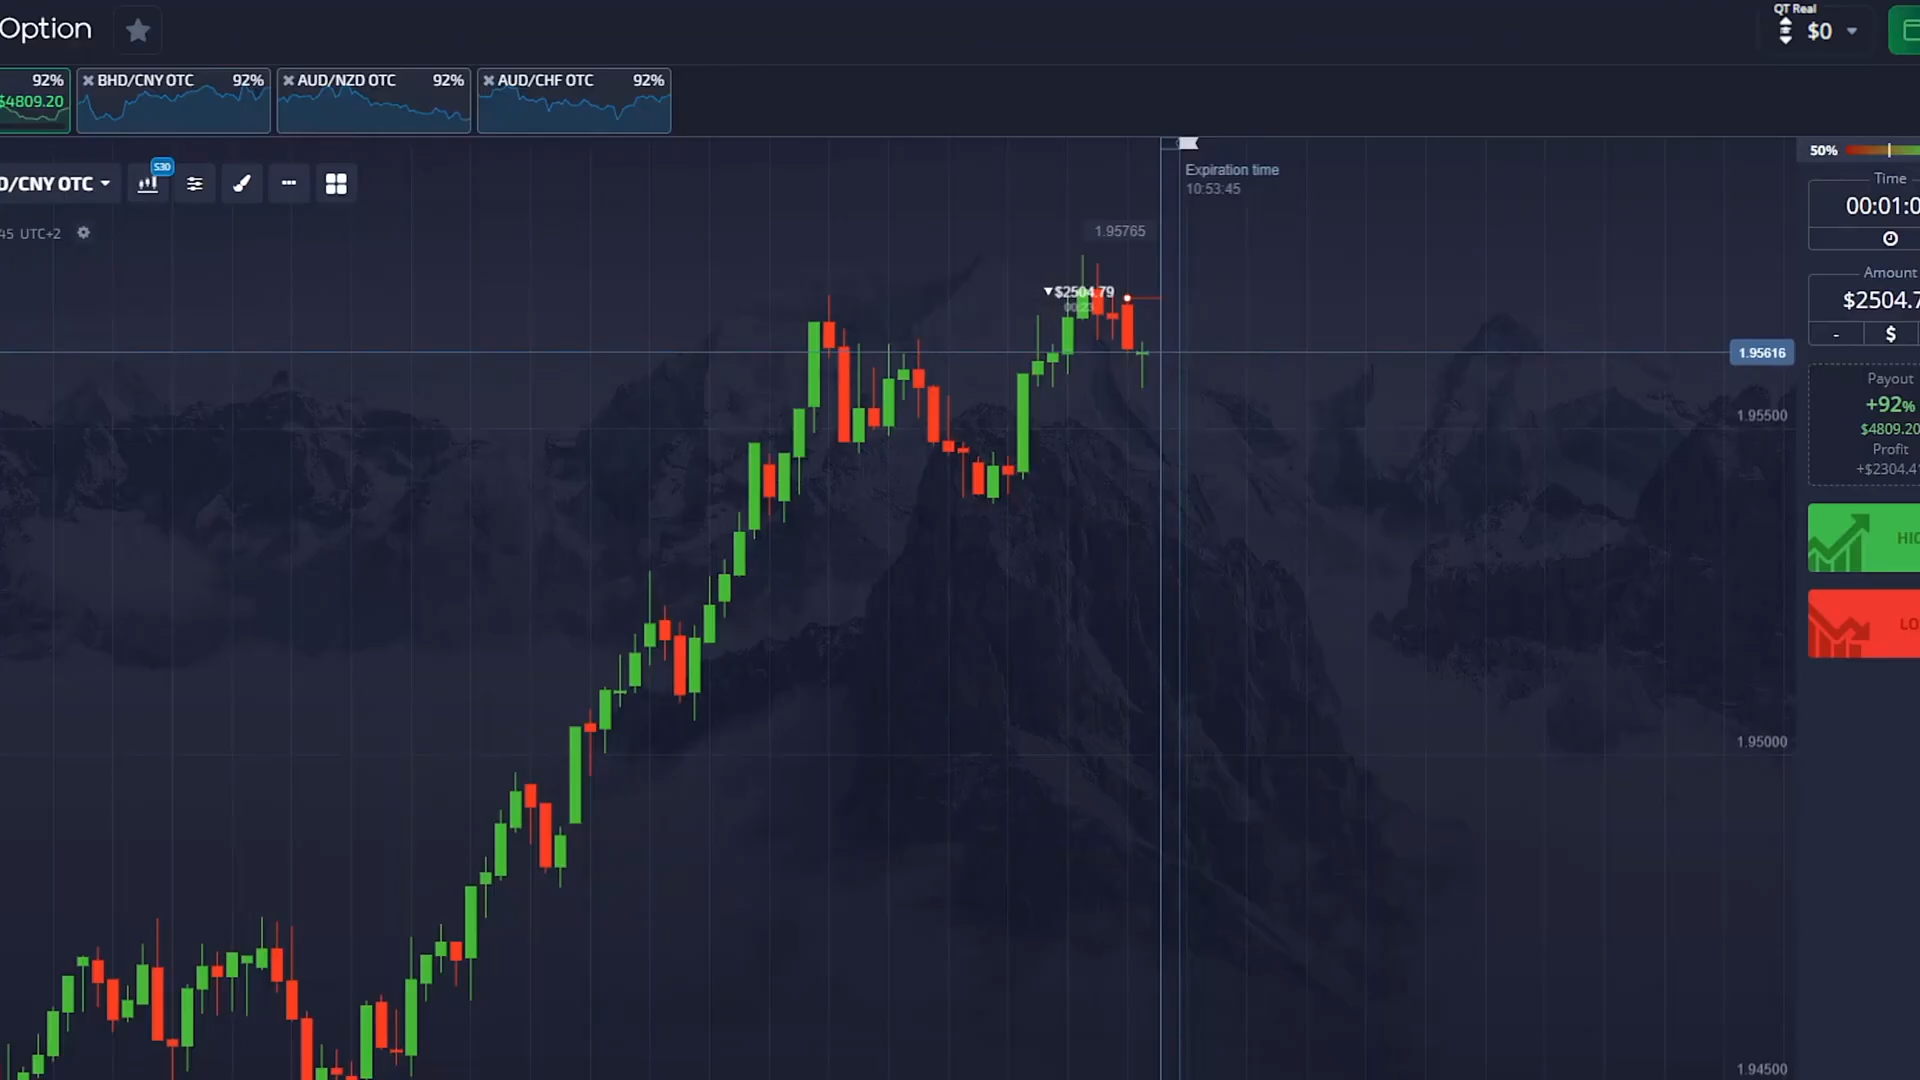 Option
QT Real
$0
92%
$4809.20
BHD/CNY OTC 92%
AUD/NZD OTC 92%
AUD/CHF OTC 92%
D/CNY OTC
S30
45 UTC+2
Expiration time
10:53:45
1.95765
$2504.79
00:23
1.95616
1.95500
1.95000
1.94500
50%
Time
00:01:0
Amount
$2504.7
-
$
Payout
+92%
$4809.20
Profit
+$2304.41
HIG
LO